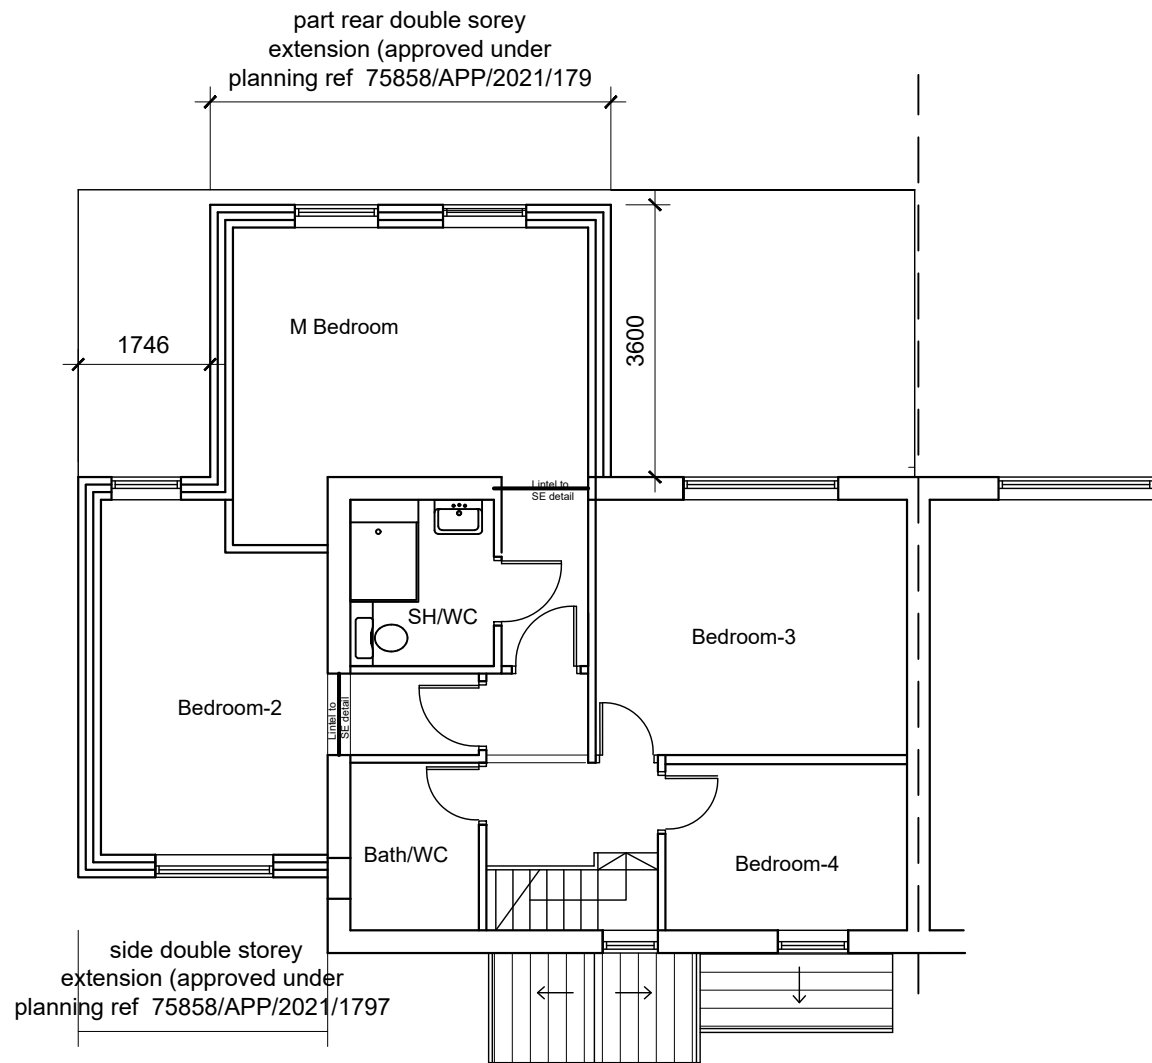 part rear double sorey
extension (approved under
planning ref 75858/APP/2021/179
M Bedroom
1746
3600
Lintel to
SE detail
SH/WC
Bedroom-3
Bedroom-2
Lintel to
SE detail
Bath/WC
Bedroom-4
side double storey
extension (approved under
planning ref 75858/APP/2021/1797